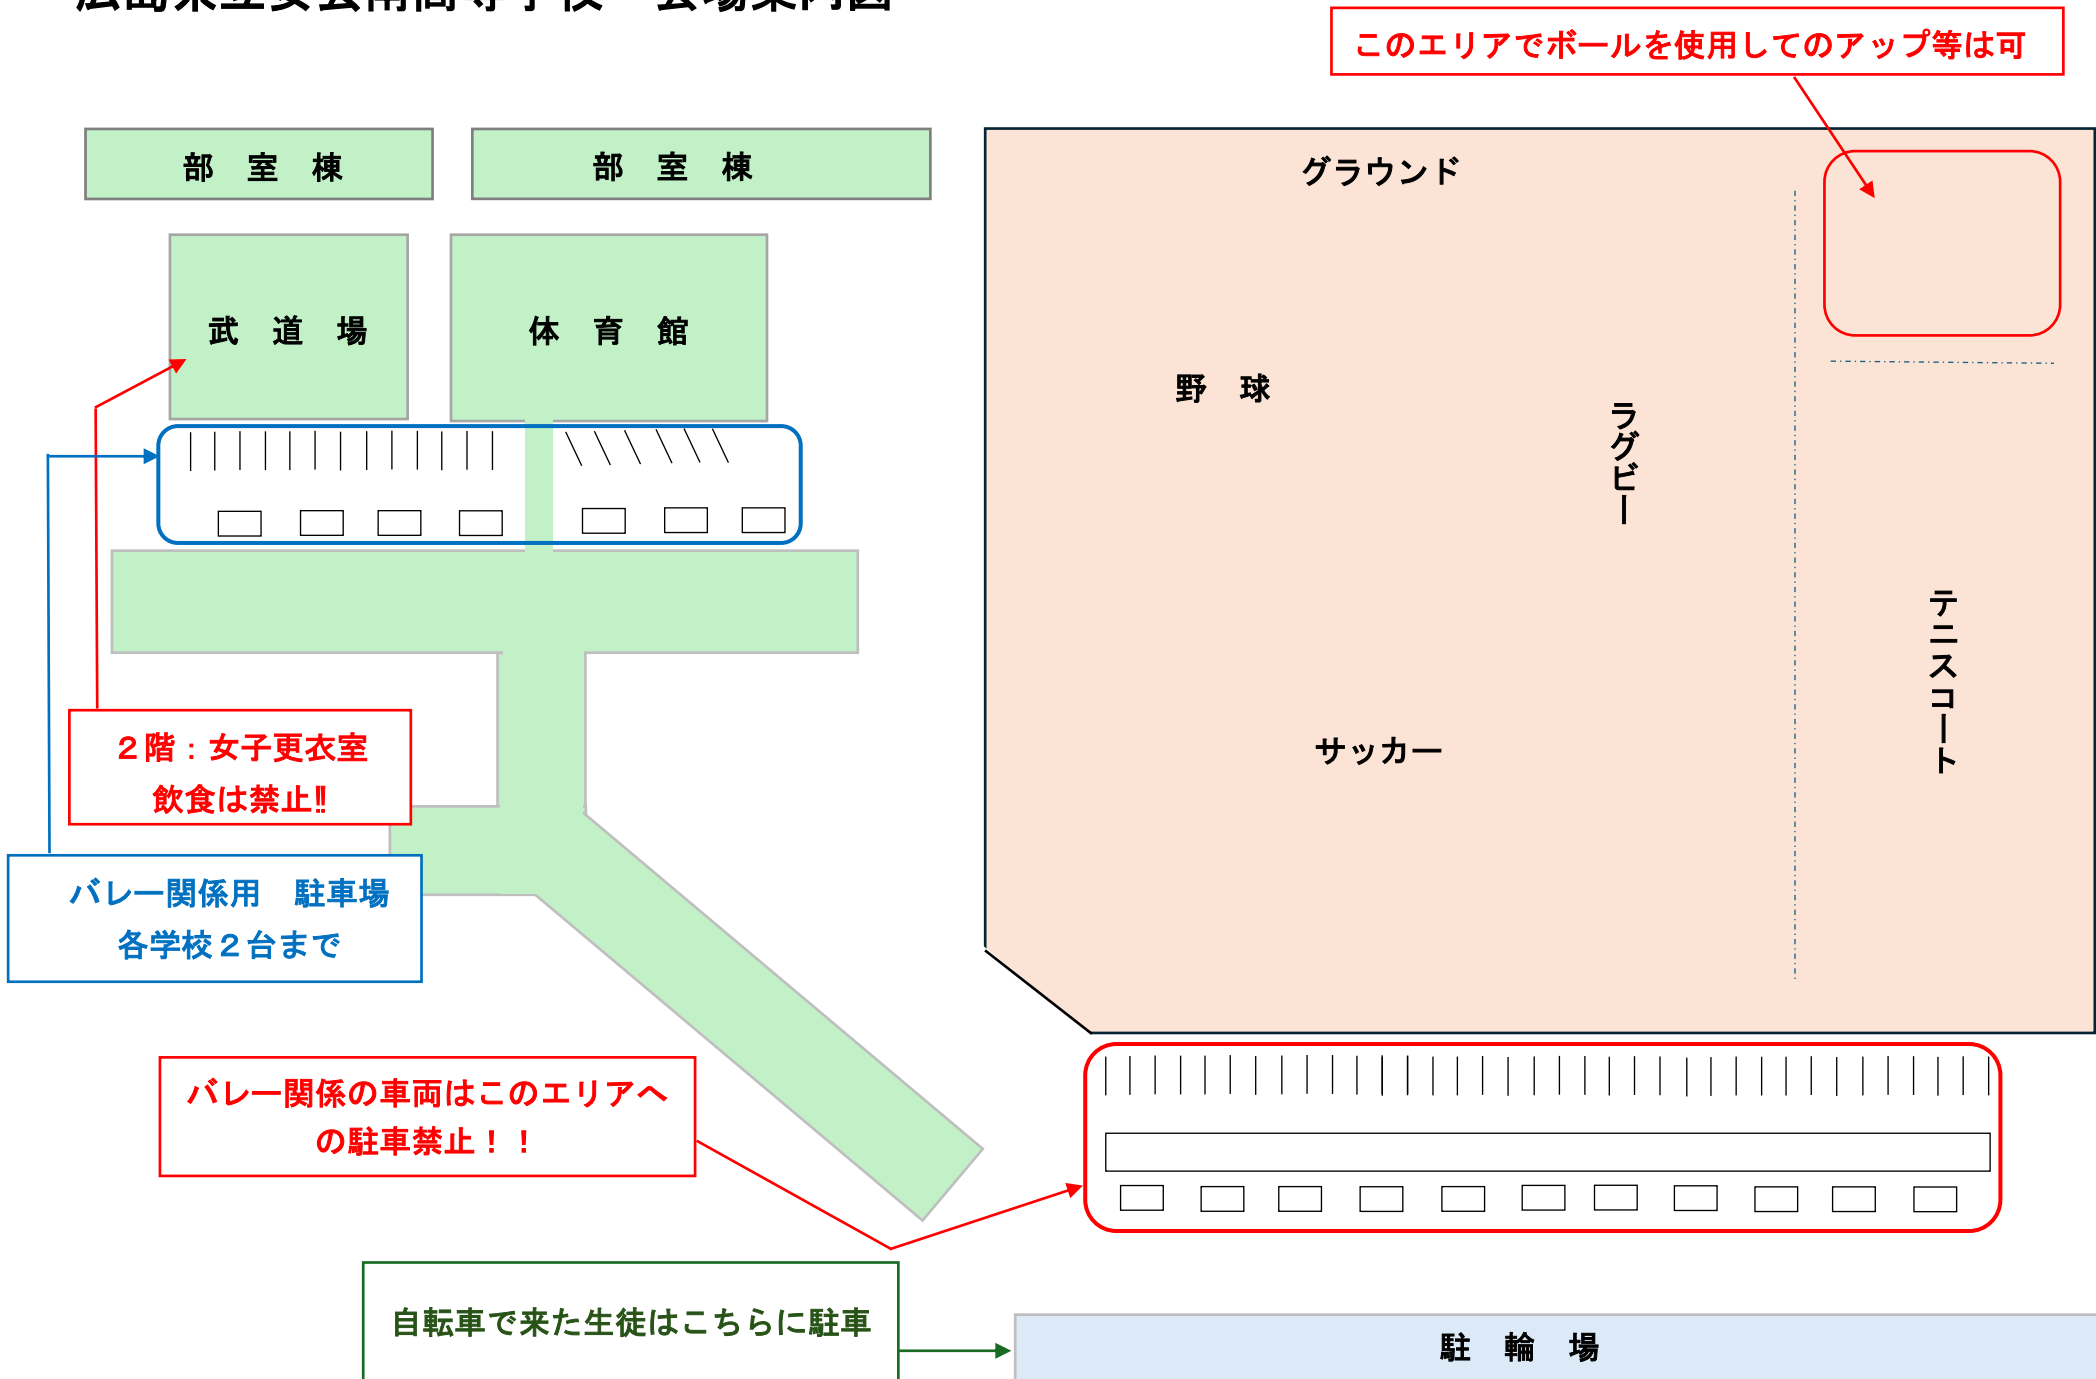 このエリアでボールを使用してのアップ等は可
部 室 棟
部 室 棟
グラウンド
武 道 場
体 育 館
野 球
ラグビー
テニスコート
サッカー
２階：女子更衣室
飲食は禁止‼
バレー関係用 駐車場
各学校２台まで
バレー関係の車両はこのエリアへ
の駐車禁止！！
自転車で来た生徒はこちらに駐車
駐 輪 場